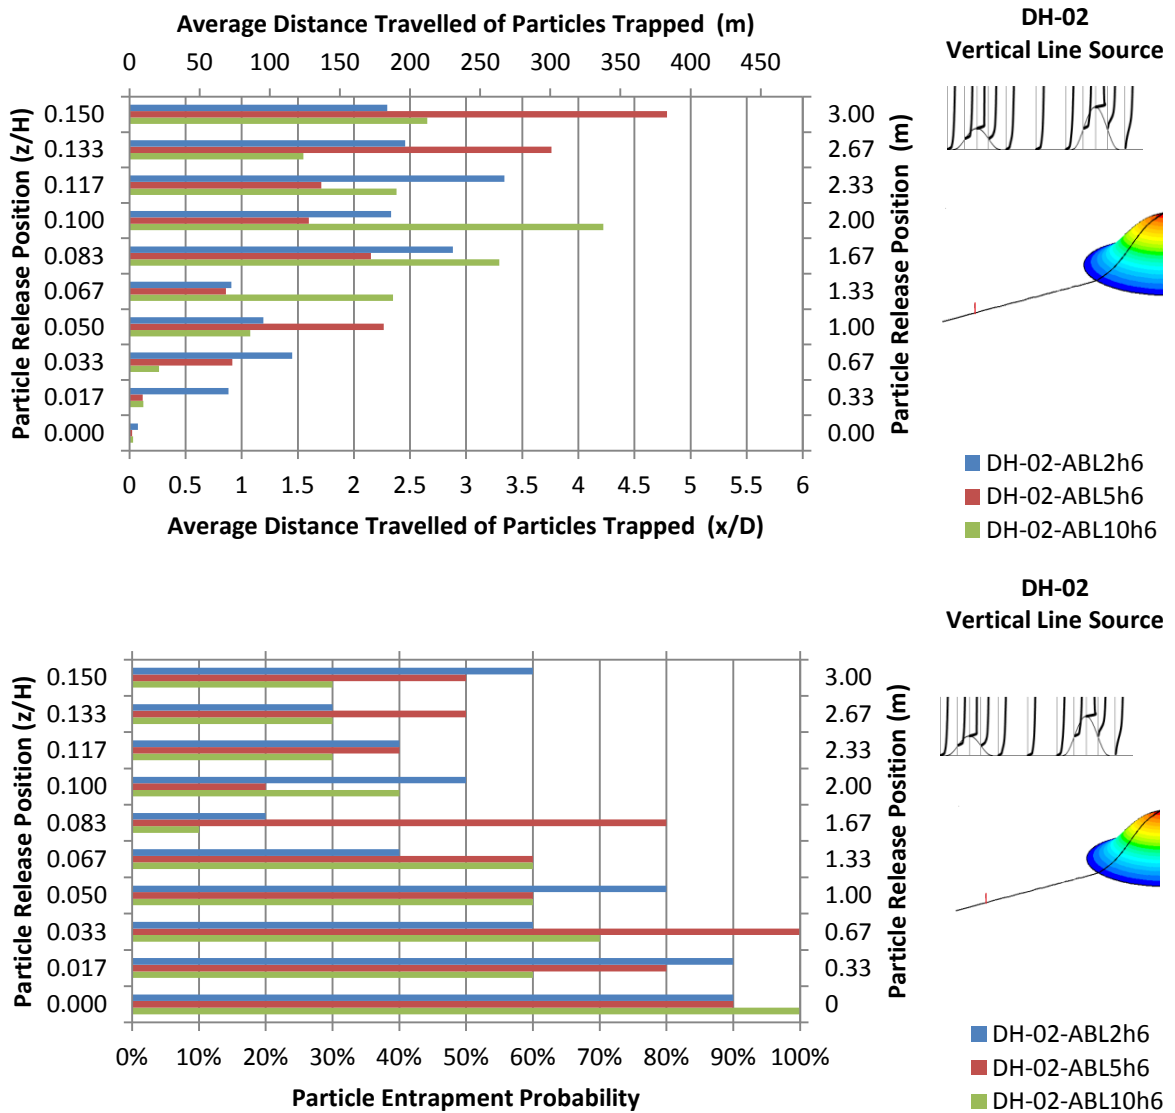 Average Distance Travelled of Particles Trapped (m)
0 50 100 150 200 250 300 350 400 450
Particle Release Position (z/H)
0.150
0.133
0.117
0.100
0.083
0.067
0.050
0.033
0.017
0.000
3.00
2.67
2.33
2.00
1.67
1.33
1.00
0.67
0.33
0.00
Particle Release Position (m)
0 0.5 1 1.5 2 2.5 3 3.5 4 4.5 5 5.5 6
Average Distance Travelled of Particles Trapped (x/D)
DH-02
Vertical Line Source
DH-02-ABL2h6
DH-02-ABL5h6
DH-02-ABL10h6
DH-02
Vertical Line Source
Particle Release Position (z/H)
0.150
0.133
0.117
0.100
0.083
0.067
0.050
0.033
0.017
0.000
3.00
2.67
2.33
2.00
1.67
1.33
1.00
0.67
0.33
0
Particle Release Position (m)
0% 10% 20% 30% 40% 50% 60% 70% 80% 90% 100%
Particle Entrapment Probability
DH-02-ABL2h6
DH-02-ABL5h6
DH-02-ABL10h6